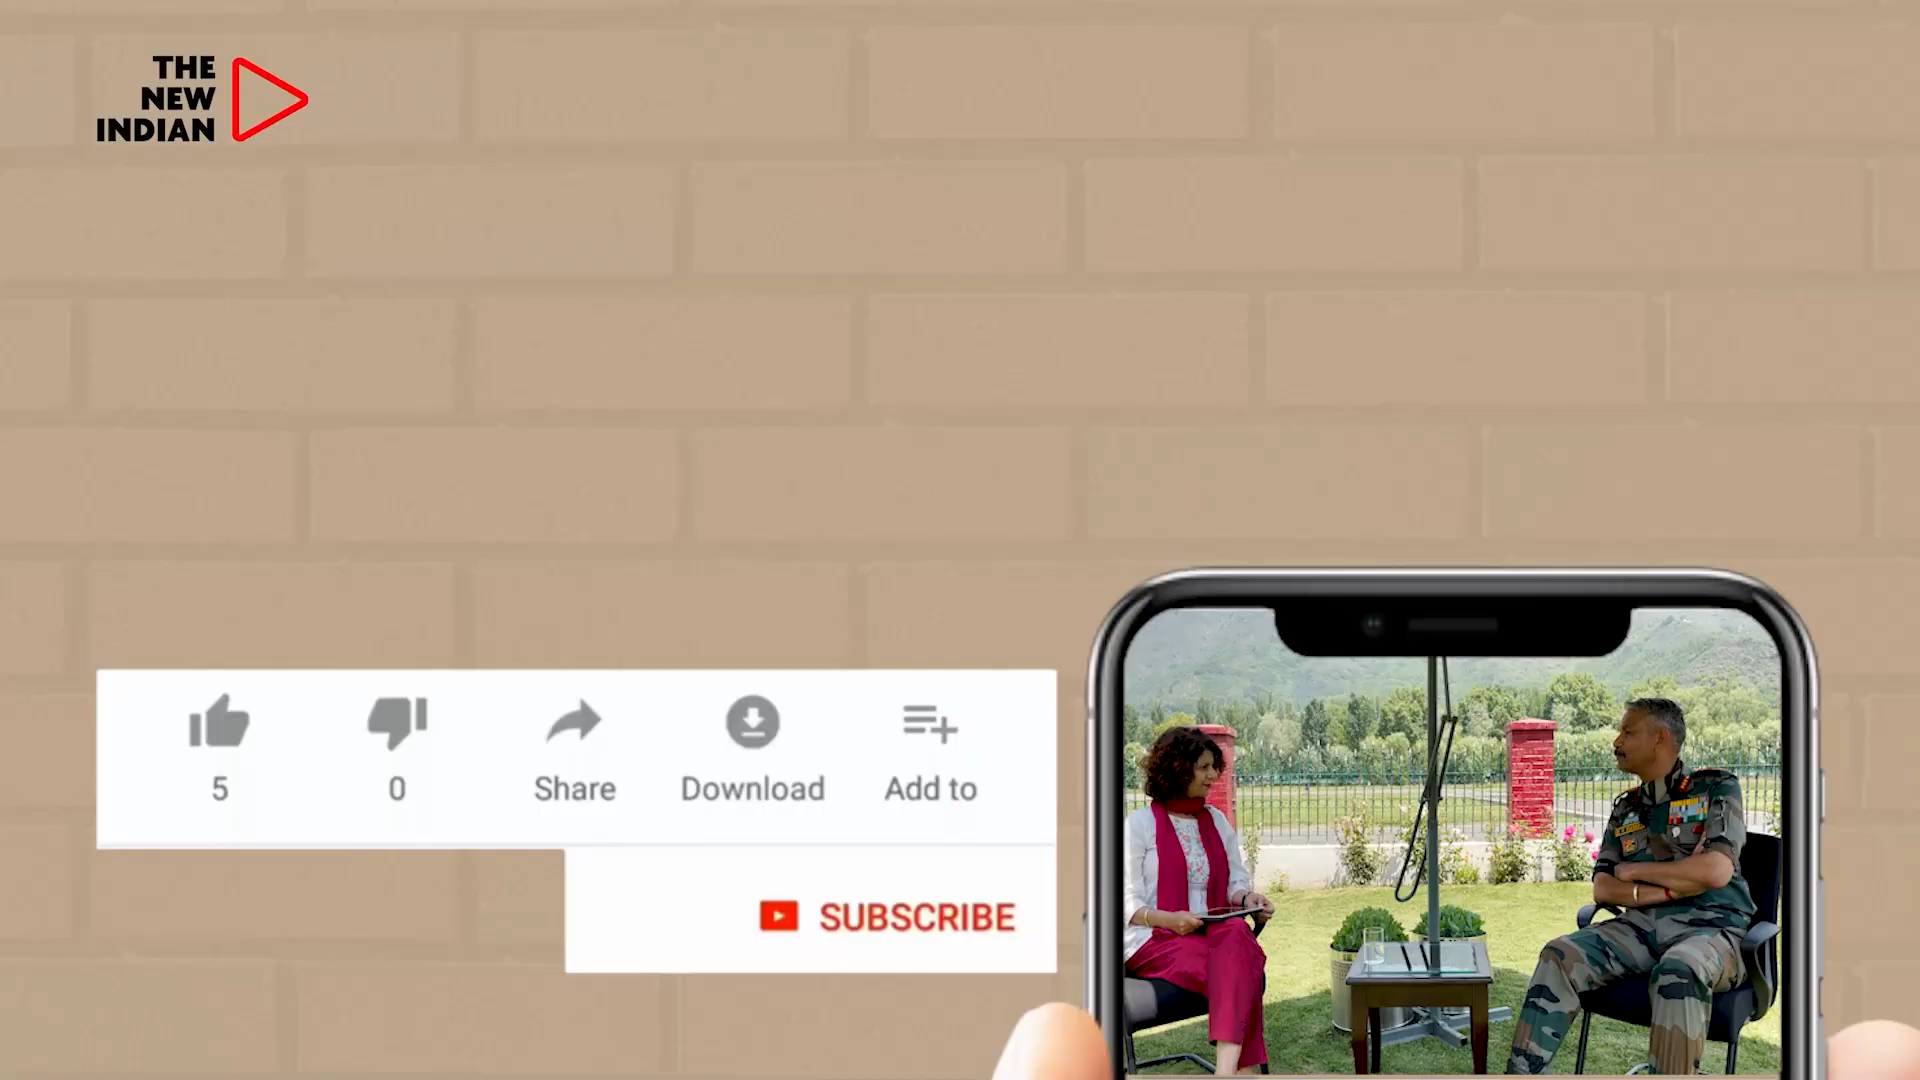 THE
NEW
INDIAN
5 0 Share Download Add to
SUBSCRIBE